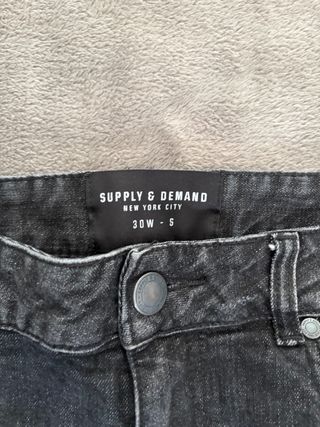 SUPPLY & DEMAND
NEW YORK CITY
30W - S